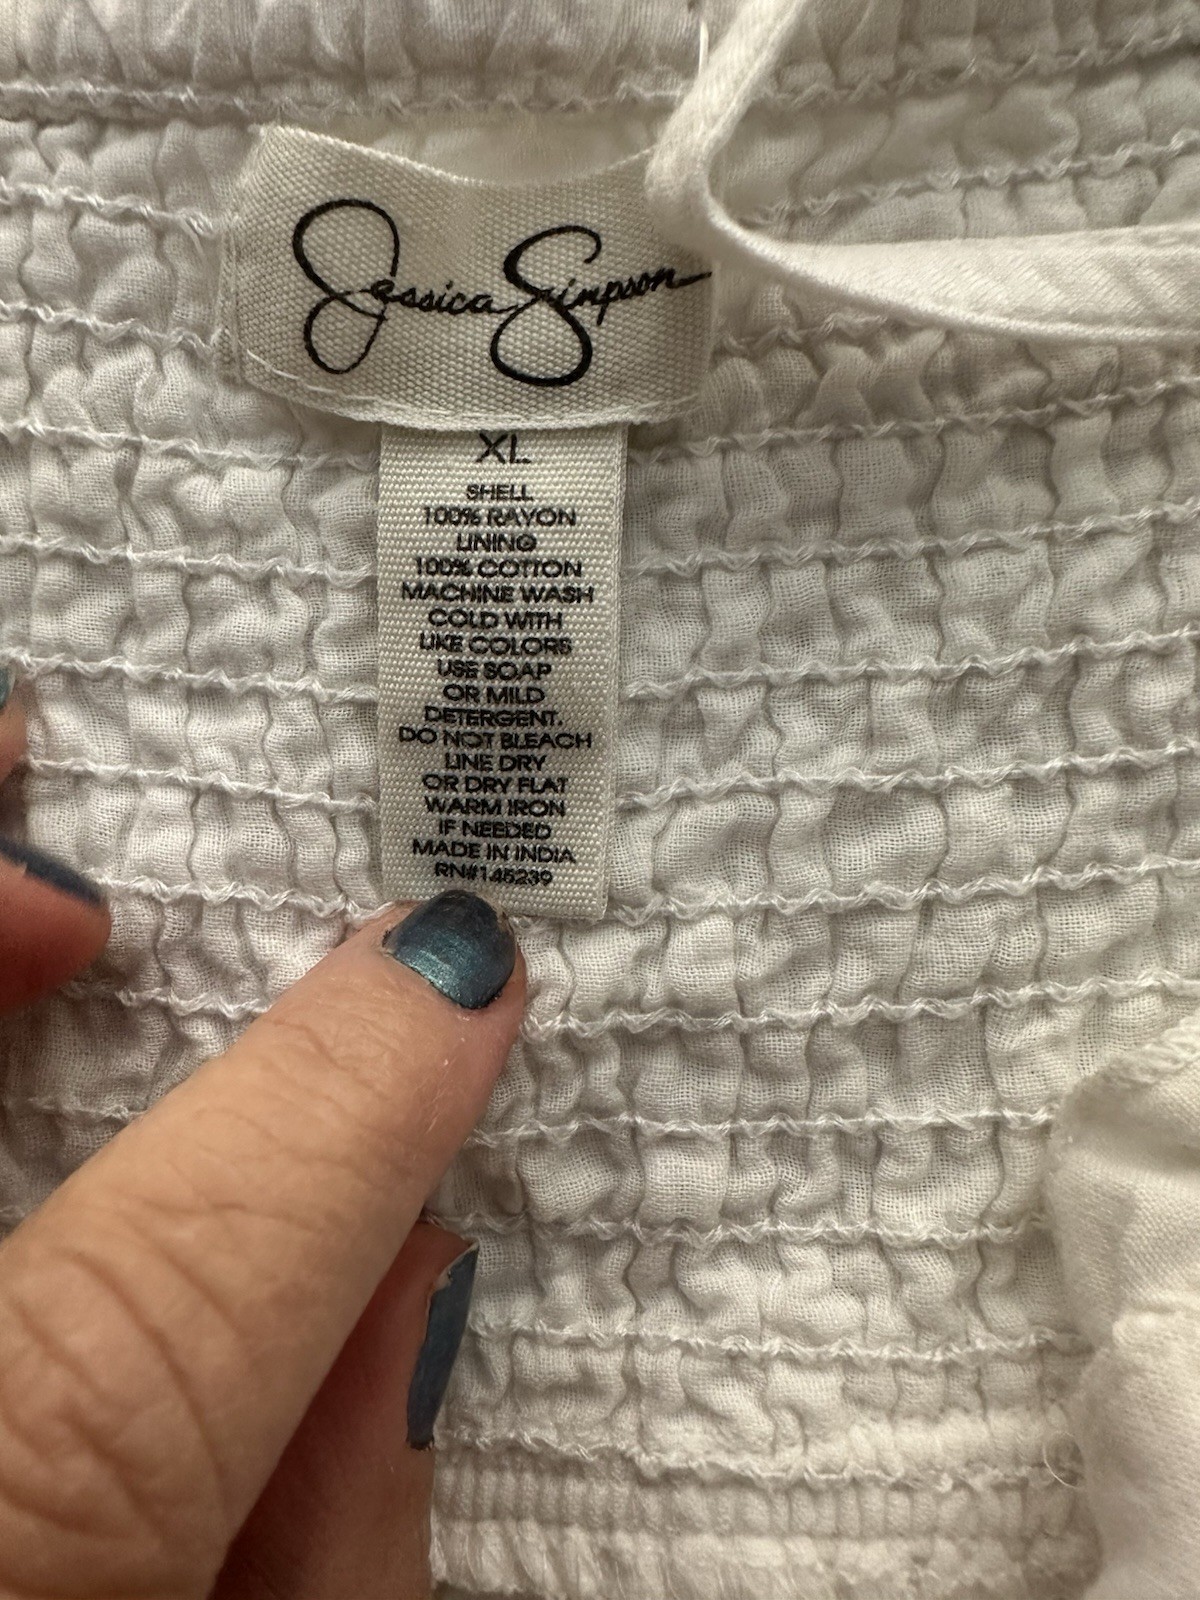 Jessica Simpson
XL
SHELL
100% RAYON
LINING
100% COTTON
MACHINE WASH
COLD WITH
LIKE COLORS
USE SOAP
OR MILD
DETERGENT.
DO NOT BLEACH
LINE DRY
OR DRY FLAT
WARM IRON
IF NEEDED
MADE IN INDIA
RN#145239